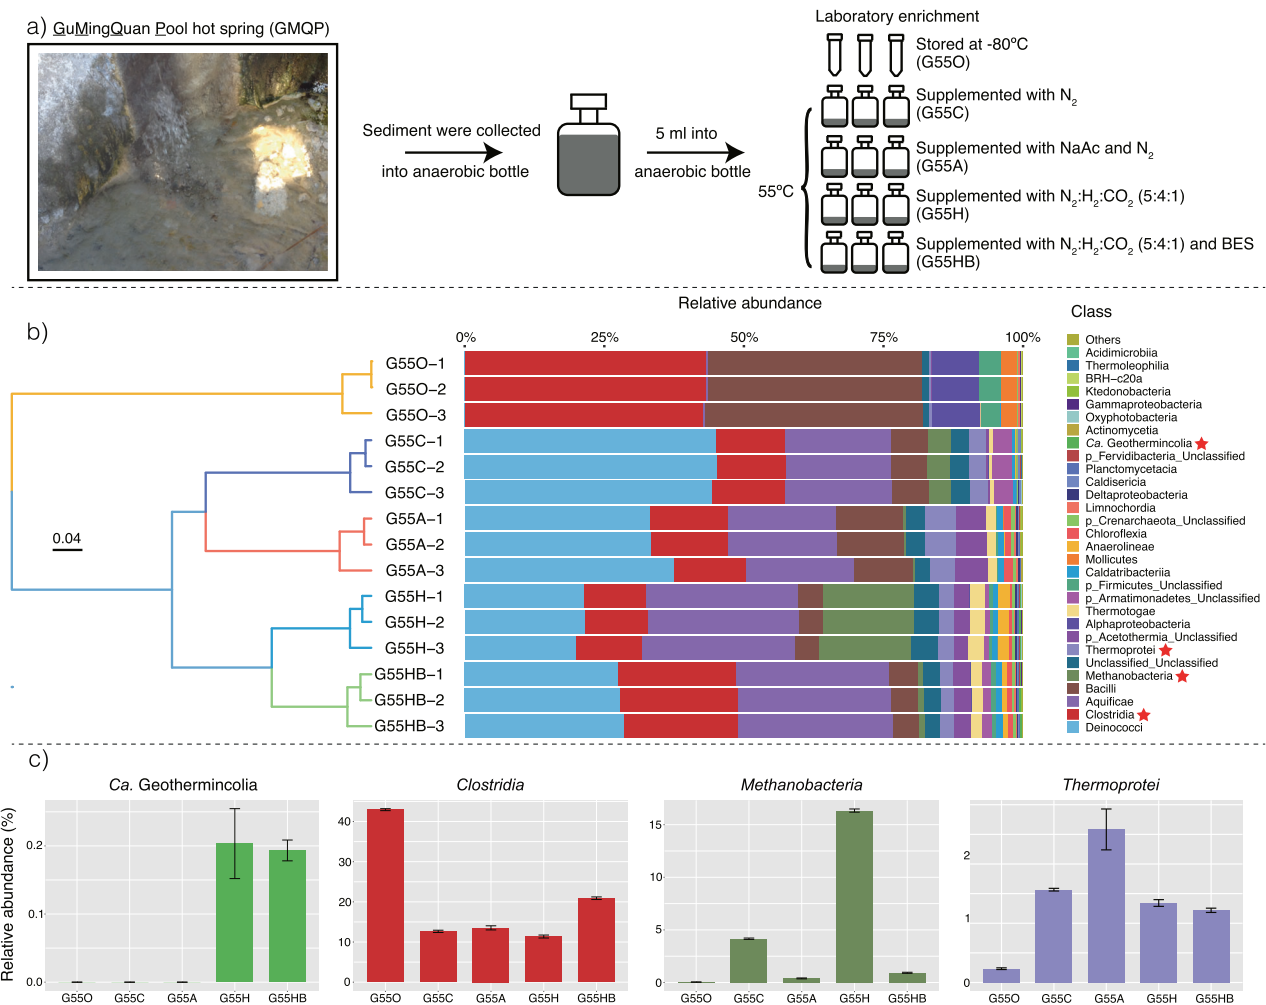 a) GuMingQuan Pool hot spring (GMQP)
Sediment were collected
into anaerobic bottle
5 ml into
anaerobic bottle
Laboratory enrichment
55ºC
Stored at -80ºC
(G55O)
Supplemented with N2
(G55C)
Supplemented with NaAc and N2
(G55A)
Supplemented with N2:H2:CO2 (5:4:1)
(G55H)
Supplemented with N2:H2:CO2 (5:4:1) and BES
(G55HB)
b)
Relative abundance
0% 25% 50% 75% 100%
0.04
G55O-1
G55O-2
G55O-3
G55C-1
G55C-2
G55C-3
G55A-1
G55A-2
G55A-3
G55H-1
G55H-2
G55H-3
G55HB-1
G55HB-2
G55HB-3
Class
Others
Acidimicrobiia
Thermoleophilia
BRH-c20a
Ktedonobacteria
Gammaproteobacteria
Oxyphotobacteria
Actinomycetia
Ca. Geothermincolia
p_Fervidibacteria_Unclassified
Planctomycetacia
Caldisericia
Deltaproteobacteria
Limnochordia
p_Crenarchaeota_Unclassified
Chloroflexia
Anaerolineae
Mollicutes
Caldatribacteriia
p_Firmicutes_Unclassified
p_Armatimonadetes_Unclassified
Thermotogae
Alphaproteobacteria
p_Acetothermia_Unclassified
Thermoprotei
Unclassified_Unclassified
Methanobacteria
Bacilli
Aquificae
Clostridia
Deinococci
c)
Relative abundance (%)
Ca. Geothermincolia
0.2
0.1
0.0
G55O G55C G55A G55H G55HB
Clostridia
40
30
20
10
0
G55O G55C G55A G55H G55HB
Methanobacteria
15
10
5
0
G55O G55C G55A G55H G55HB
Thermoprotei
2
1
0
G55O G55C G55A G55H G55HB